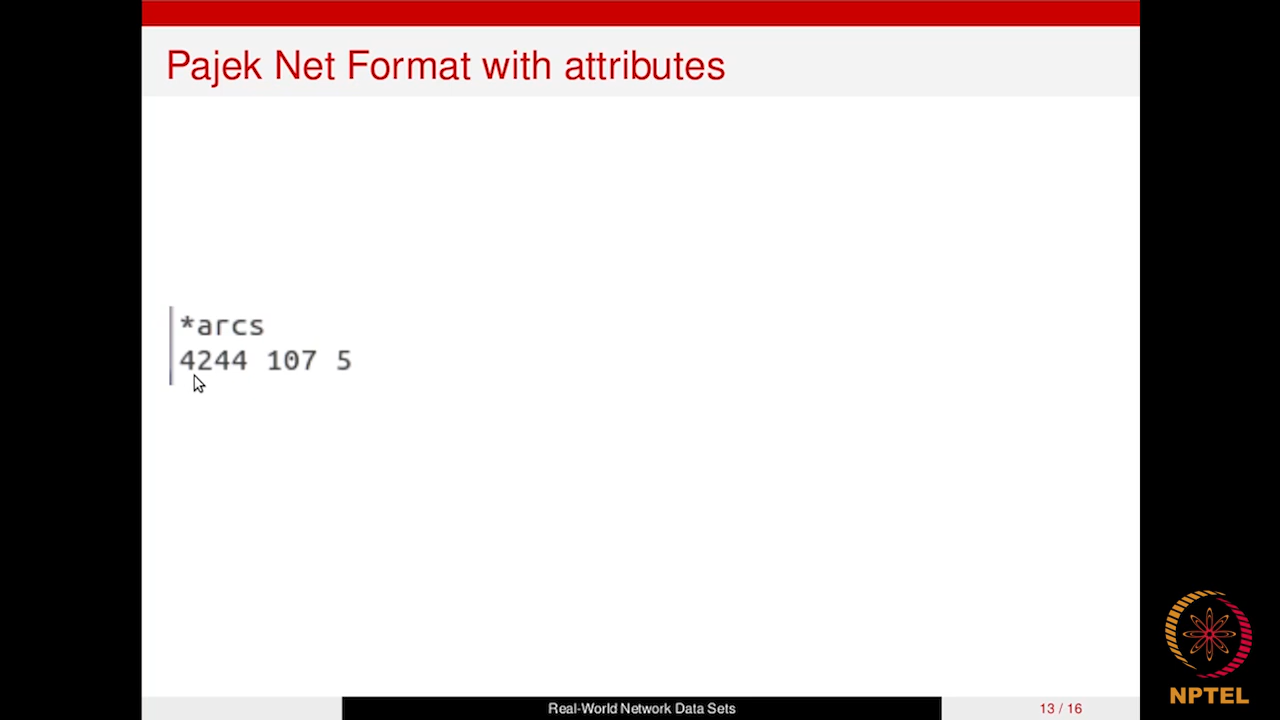 Pajek Net Format with attributes
*arcs
4244 107 5
Real-World Network Data Sets
13 / 16
NPTEL